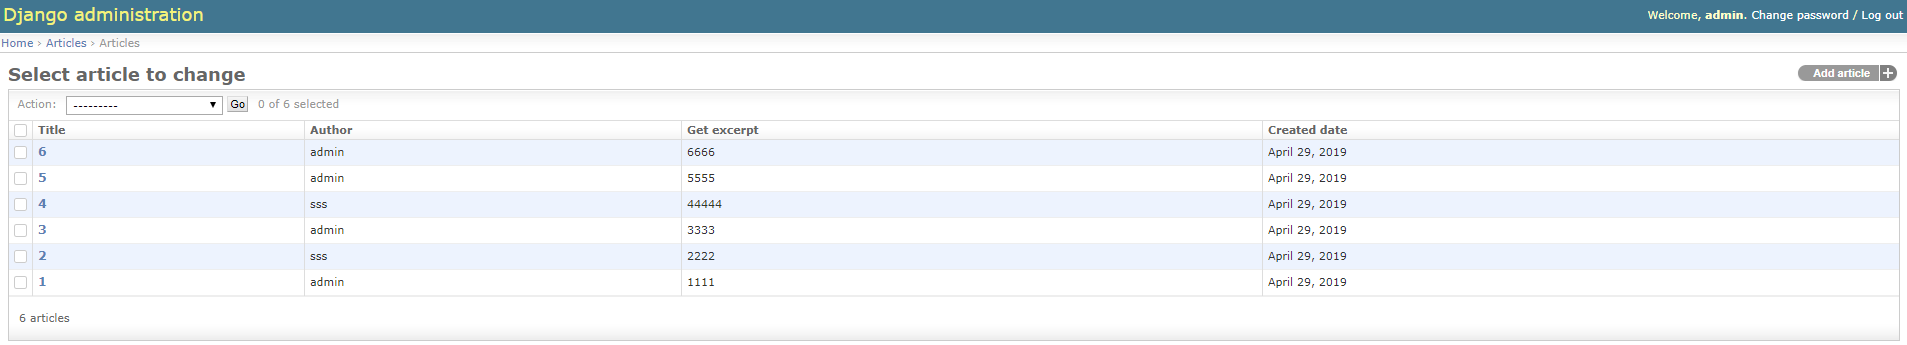 Django administration
Welcome, admin. Change password / Log out
Home › Articles › Articles
Select article to change
Add article +
Action: --------- Go 0 of 6 selected
Title Author Get excerpt Created date
6 admin 6666 April 29, 2019
5 admin 5555 April 29, 2019
4 sss 44444 April 29, 2019
3 admin 3333 April 29, 2019
2 sss 2222 April 29, 2019
1 admin 1111 April 29, 2019
6 articles